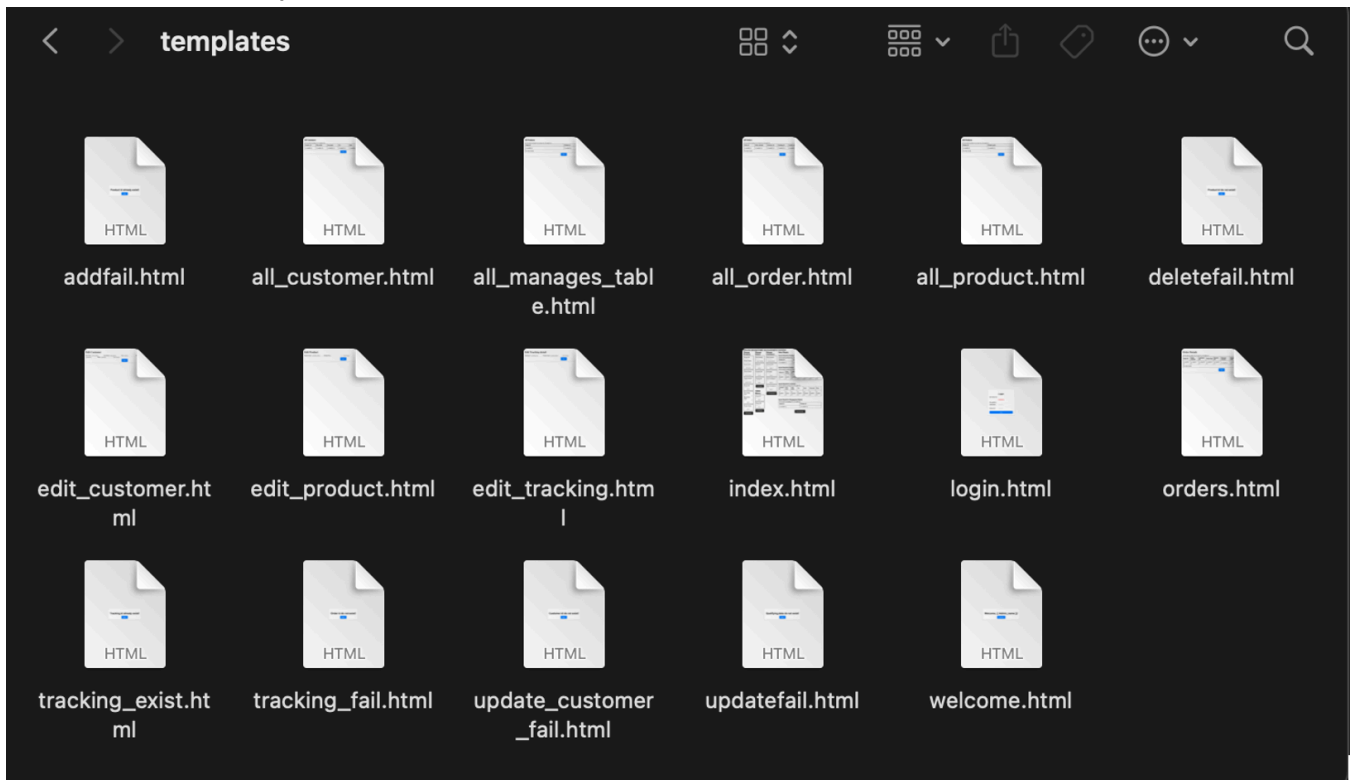 templates
HTML
HTML
HTML
HTML
HTML
HTML
addfail.html
all_customer.html
all_manages_tabl
e.html
all_order.html
all_product.html
deletefail.html
HTML
HTML
HTML
HTML
HTML
HTML
edit_customer.ht
ml
edit_product.html
edit_tracking.htm
l
index.html
login.html
orders.html
HTML
HTML
HTML
HTML
HTML
tracking_exist.ht
ml
tracking_fail.html
update_customer
_fail.html
updatefail.html
welcome.html